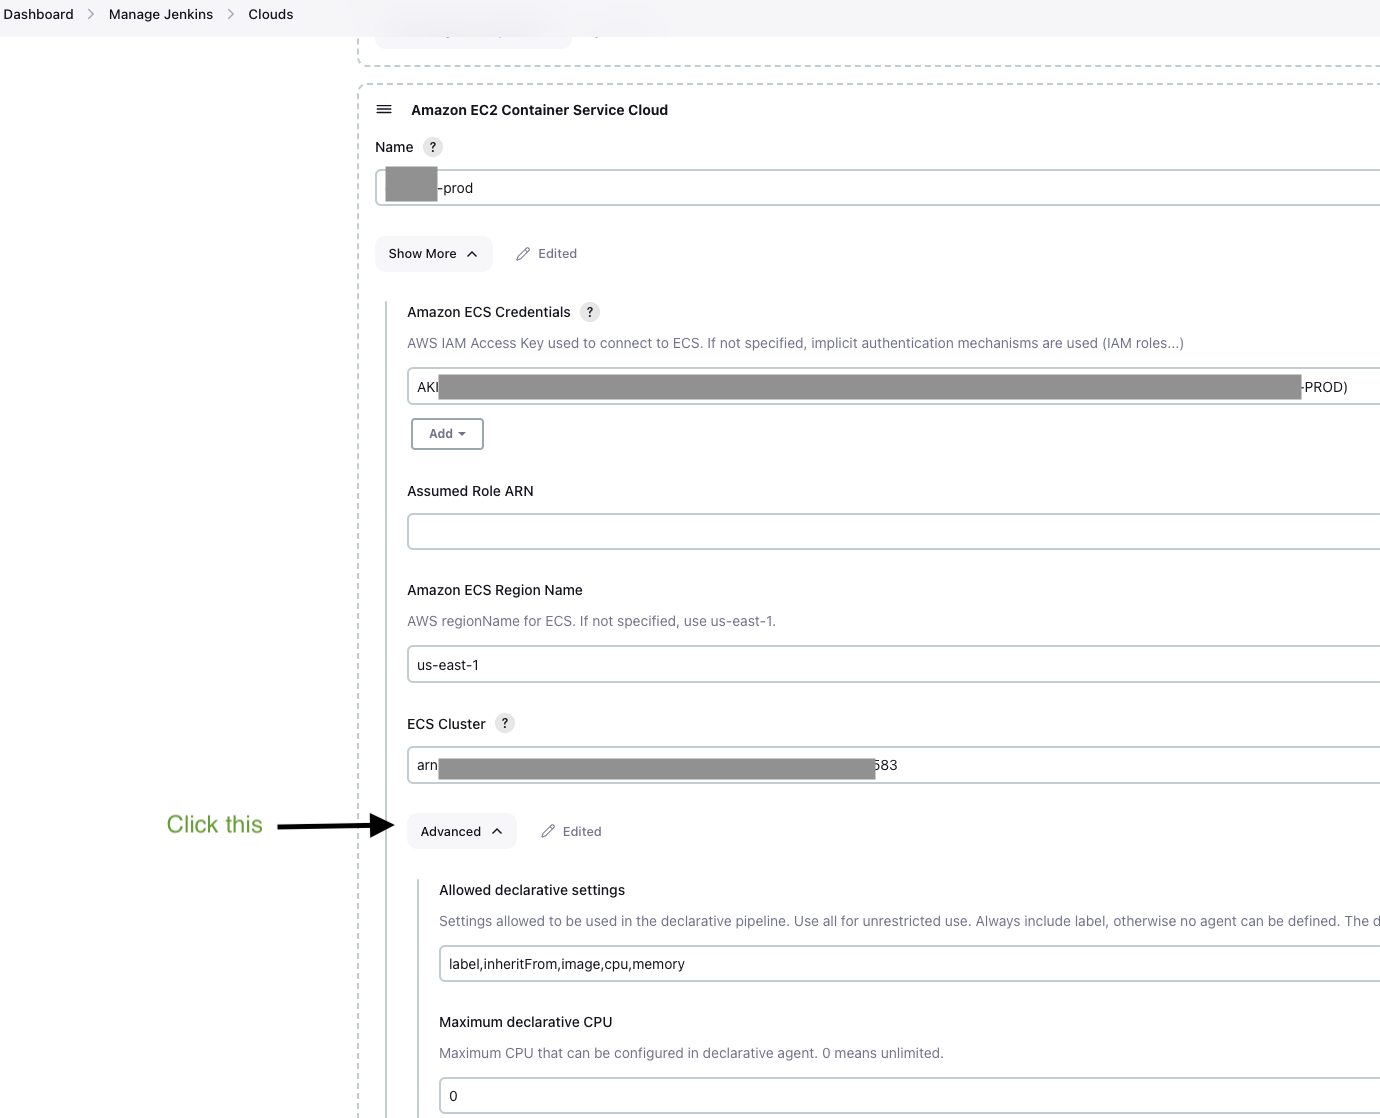 Dashboard > Manage Jenkins > Clouds
Amazon EC2 Container Service Cloud
Name ?
-prod
Show More Edited
Amazon ECS Credentials ?
AWS IAM Access Key used to connect to ECS. If not specified, implicit authentication mechanisms are used (IAM roles...)
AKI -PROD)
Add
Assumed Role ARN
Amazon ECS Region Name
AWS regionName for ECS. If not specified, use us-east-1.
us-east-1
ECS Cluster ?
arn 583
Click this
Advanced Edited
Allowed declarative settings
Settings allowed to be used in the declarative pipeline. Use all for unrestricted use. Always include label, otherwise no agent can be defined. The d
label,inheritFrom,image,cpu,memory
Maximum declarative CPU
Maximum CPU that can be configured in declarative agent. 0 means unlimited.
0